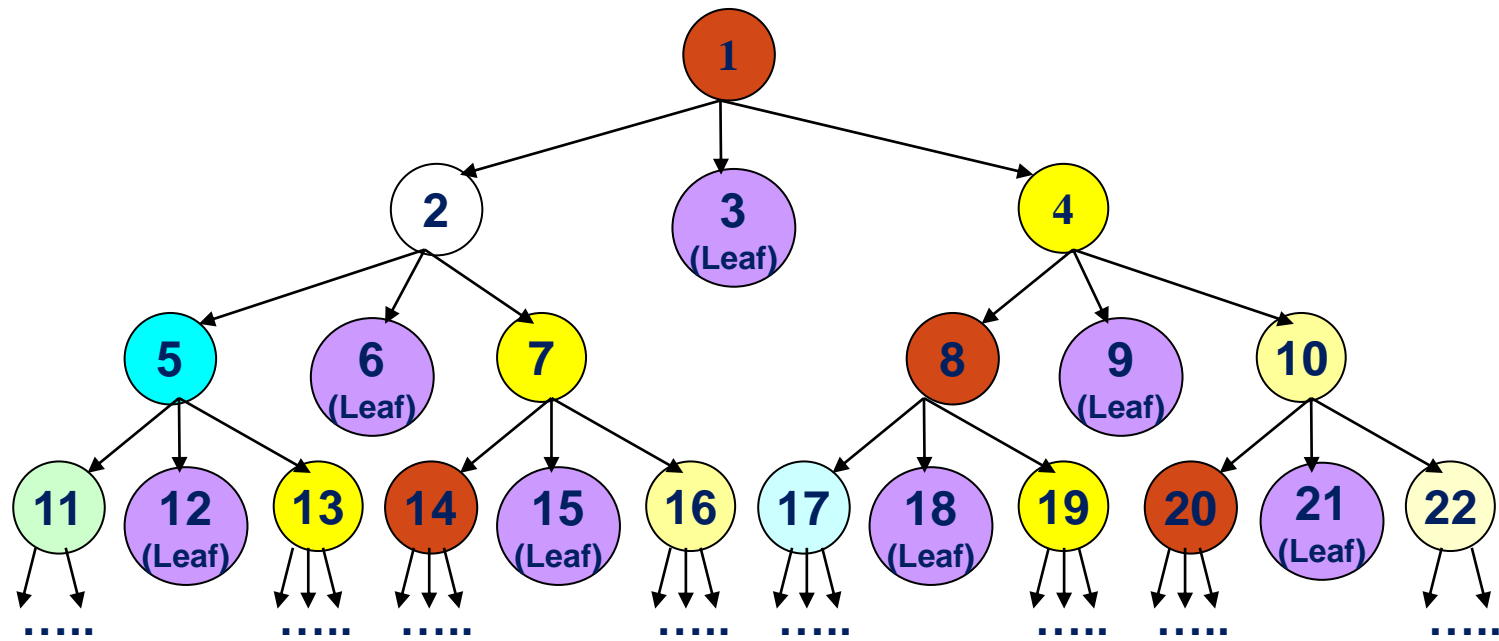 1
2
3
(Leaf)
4
5
6
(Leaf)
7
8
9
(Leaf)
10
11
12
(Leaf)
13
14
15
(Leaf)
16
17
18
(Leaf)
19
20
21
(Leaf)
22
..... ..... ..... ..... ..... ..... ..... .....